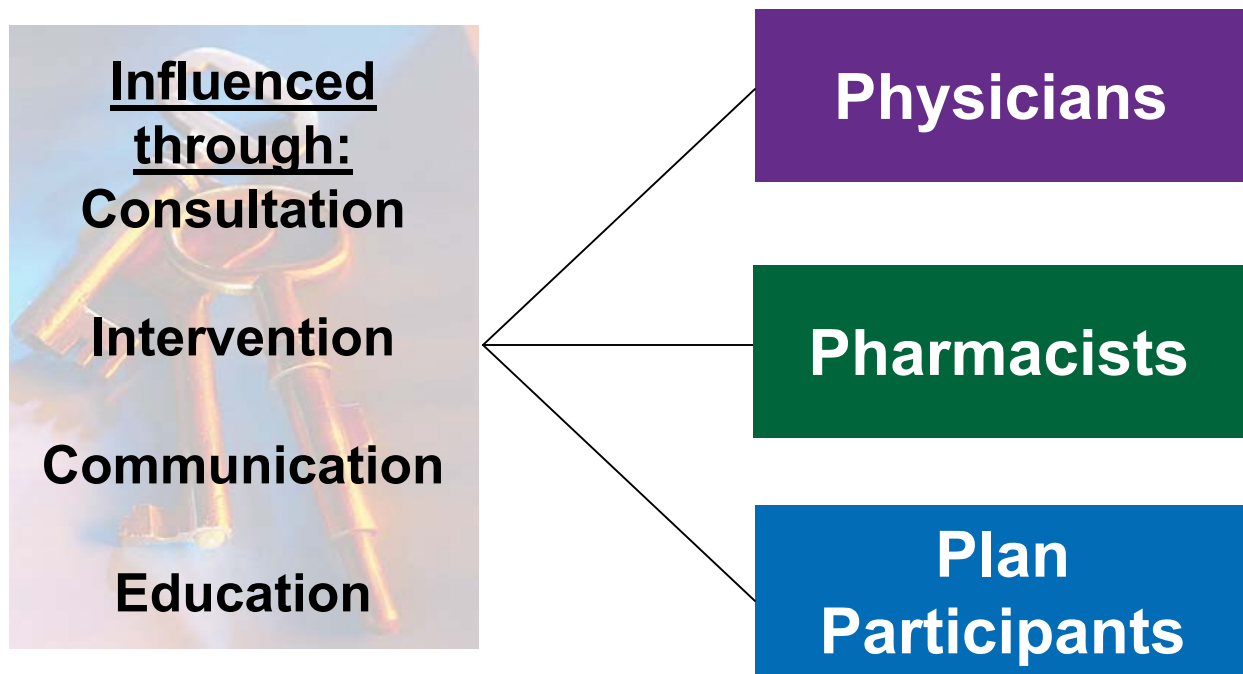 Influenced
through:
Consultation
Intervention
Communication
Education
Physicians
Pharmacists
Plan
Participants